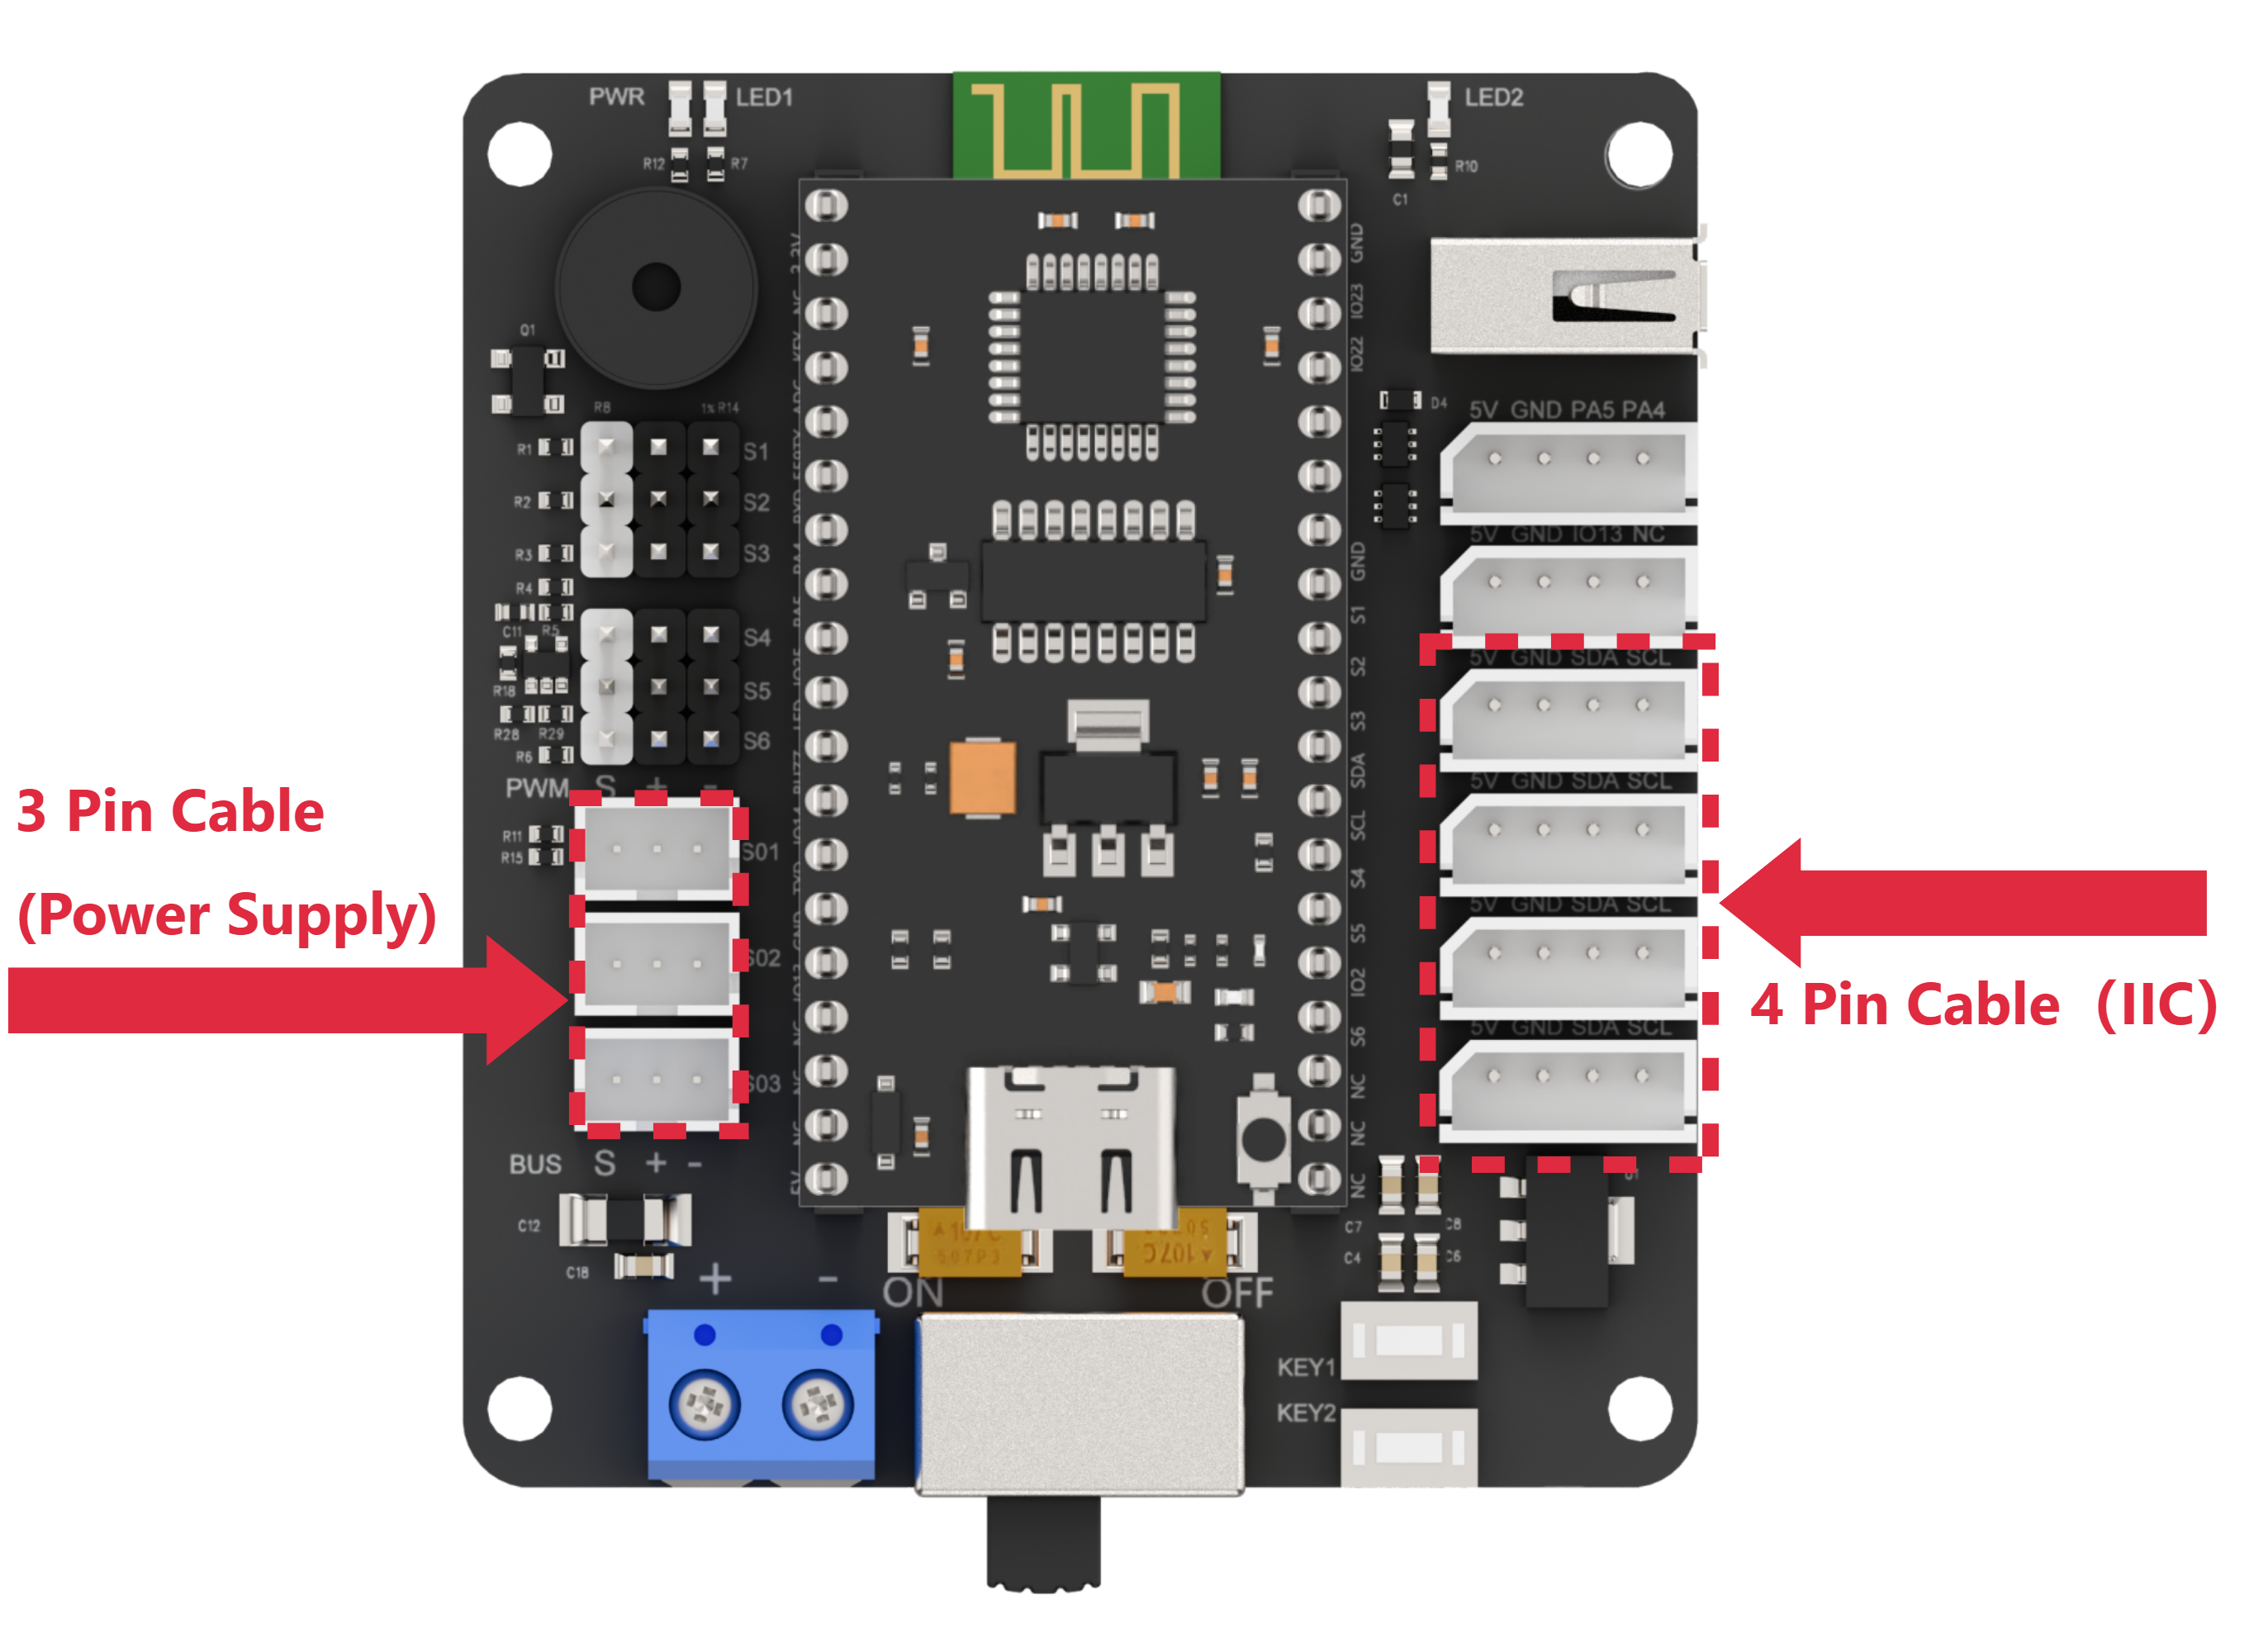 PWR
LED1
LED2
R12
R7
R10
C1
Q1
R8
1% R14
D4
5V GND PA5 PA4
R1
S1
R2
S2
R3
S3
R4
C11 R5
S4
R18
S5
R28 R29
R6
S6
PWM S + -
5V GND IO13 NC
5V GND SDA SCL
5V GND SDA SCL
5V GND SDA SCL
5V GND SDA SCL
3 Pin Cable
(Power Supply)
R11
R15
S01
S02
S03
BUS S + -
4 Pin Cable (IIC)
GND
IO23
IO22
GND
S1
S2
S3
SDA
SCL
S4
S5
IO2
S6
NC
NC
NC
C12
C18
+ -
ON
OFF
107C
107C
C7
C8
C4
C6
KEY1
KEY2